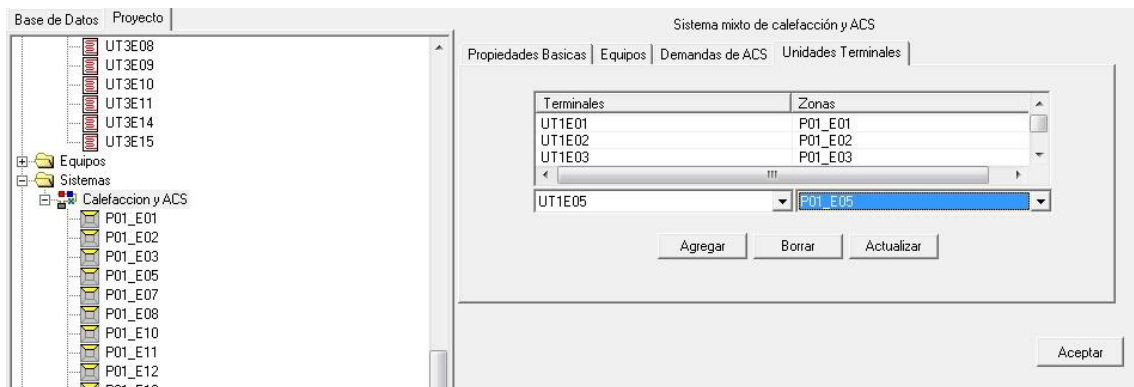 Base de Datos Proyecto
UT3E08
UT3E09
UT3E10
UT3E11
UT3E14
UT3E15
Equipos
Sistemas
Calefaccion y ACS
P01_E01
P01_E02
P01_E03
P01_E05
P01_E07
P01_E08
P01_E10
P01_E11
P01_E12
Sistema mixto de calefacción y ACS
Propiedades Basicas Equipos Demandas de ACS Unidades Terminales
Terminales Zonas
UT1E01 P01_E01
UT1E02 P01_E02
UT1E03 P01_E03
UT1E05 P01_E05
Agregar Borrar Actualizar
Aceptar